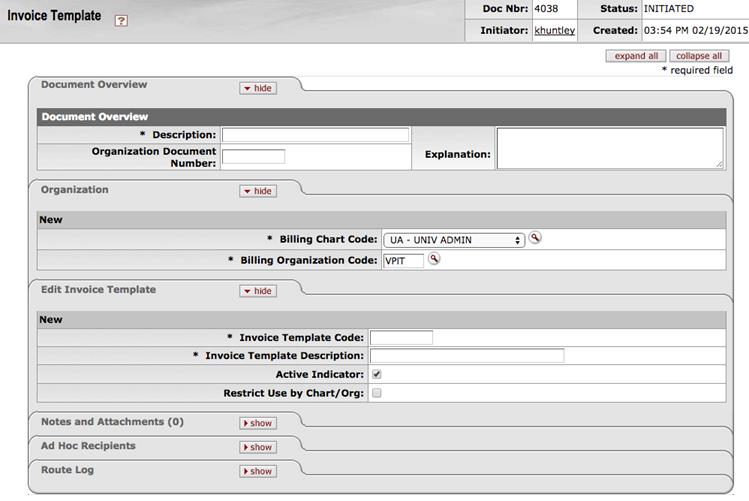 Invoice Template ?
Doc Nbr: 4038 Status: INITIATED
Initiator: khuntley Created: 03:54 PM 02/19/2015
expand all collapse all
* required field
Document Overview hide
Document Overview
* Description:
Organization Document Number:
Explanation:
Organization hide
New
* Billing Chart Code: UA - UNIV ADMIN
* Billing Organization Code: VPIT
Edit Invoice Template hide
New
* Invoice Template Code:
* Invoice Template Description:
Active Indicator:
Restrict Use by Chart/Org:
Notes and Attachments (0) show
Ad Hoc Recipients show
Route Log show